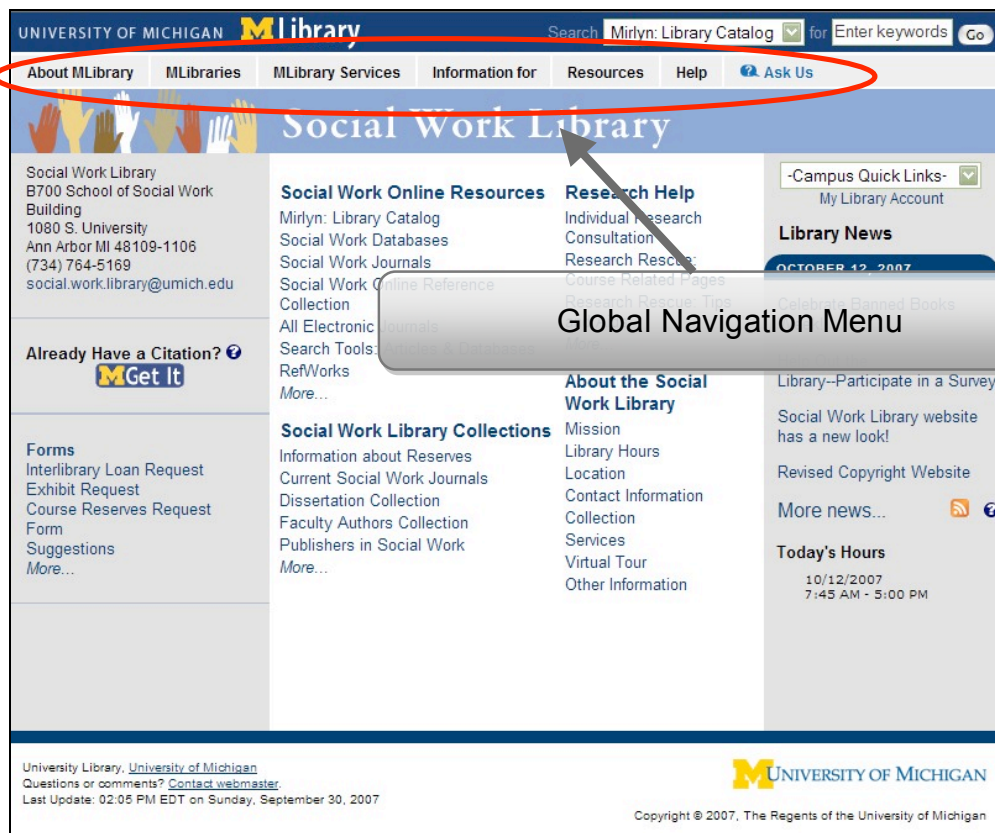 UNIVERSITY OF MICHIGAN MLibrary
Search Mirlyn: Library Catalog for Enter keywords Go
About MLibrary MLibraries MLibrary Services Information for Resources Help Ask Us
Social Work Library
Social Work Library
B700 School of Social Work
Building
1080 S. University
Ann Arbor MI 48109-1106
(734) 764-5169
social.work.library@umich.edu
Already Have a Citation?
MGet It
Forms
Interlibrary Loan Request
Exhibit Request
Course Reserves Request
Form
Suggestions
More...
Social Work Online Resources
Mirlyn: Library Catalog
Social Work Databases
Social Work Journals
Social Work Online Reference
Collection
All Electronic Journals
Search Tools: Articles & Databases
RefWorks
More...
Social Work Library Collections
Information about Reserves
Current Social Work Journals
Dissertation Collection
Faculty Authors Collection
Publishers in Social Work
More...
Research Help
Individual Research
Consultation
Research Rescue:
Course Related Pages
Research Rescue: Tips
More...
Global Navigation Menu
About the Social
Work Library
Mission
Library Hours
Location
Contact Information
Collection
Services
Virtual Tour
Other Information
-Campus Quick Links-
My Library Account
Library News
OCTOBER 12, 2007
Celebrate Banned Books
Library--Participate in a Survey
Social Work Library website
has a new look!
Revised Copyright Website
More news...
Today's Hours
10/12/2007
7:45 AM - 5:00 PM
University Library, University of Michigan
Questions or comments? Contact webmaster.
Last Update: 02:05 PM EDT on Sunday, September 30, 2007
UNIVERSITY OF MICHIGAN
Copyright © 2007, The Regents of the University of Michigan